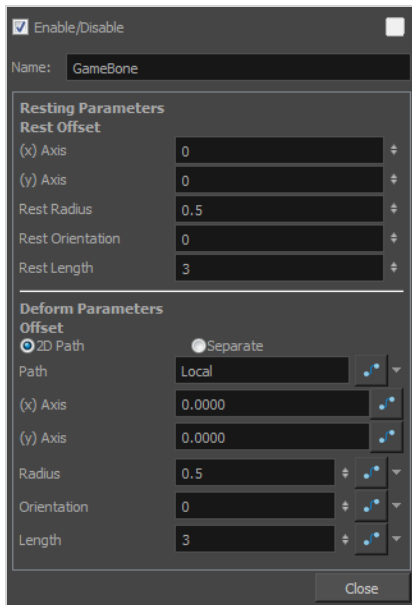 Enable/Disable
Name: GameBone
Resting Parameters
Rest Offset
(x) Axis 0
(y) Axis 0
Rest Radius 0.5
Rest Orientation 0
Rest Length 3
Deform Parameters
Offset
2D Path Separate
Path Local
(x) Axis 0.0000
(y) Axis 0.0000
Radius 0.5
Orientation 0
Length 3
Close